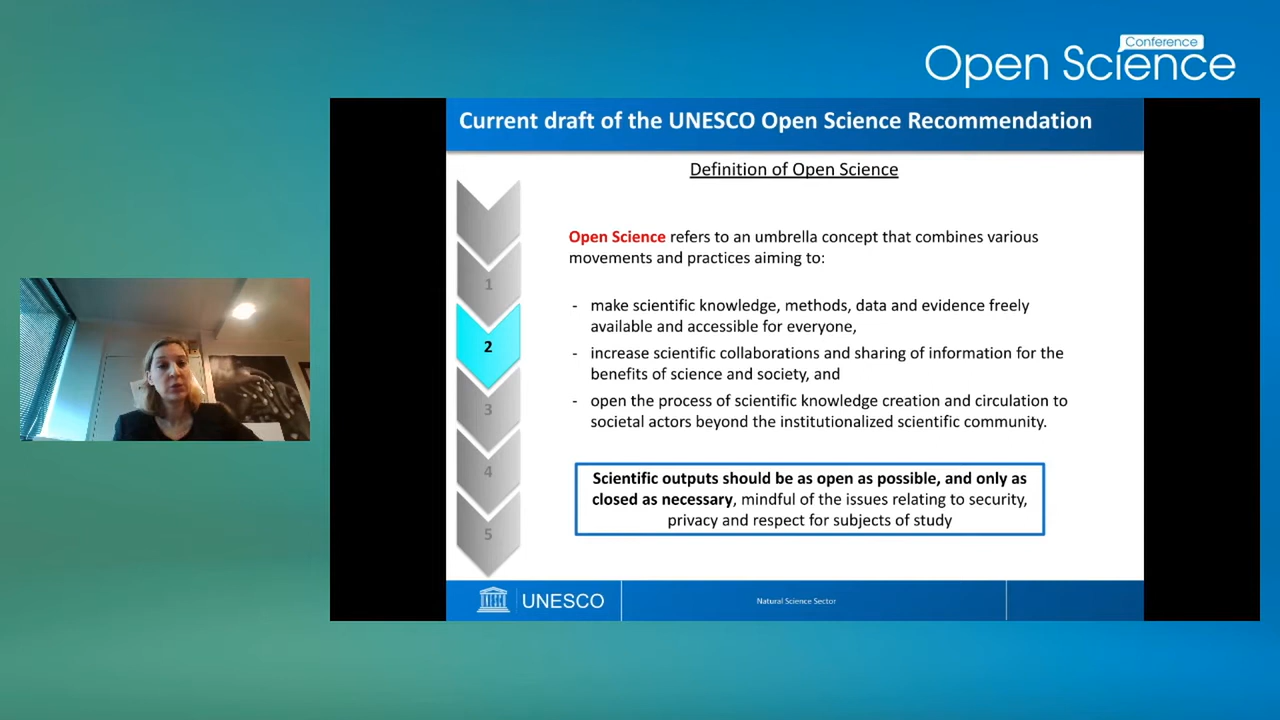 Conference
Open Science
Current draft of the UNESCO Open Science Recommendation
Definition of Open Science
Open Science refers to an umbrella concept that combines various
movements and practices aiming to:
- make scientific knowledge, methods, data and evidence freely
available and accessible for everyone,
- increase scientific collaborations and sharing of information for the
benefits of science and society, and
- open the process of scientific knowledge creation and circulation to
societal actors beyond the institutionalized scientific community.
Scientific outputs should be as open as possible, and only as
closed as necessary, mindful of the issues relating to security,
privacy and respect for subjects of study
1
2
3
4
5
UNESCO
Natural Science Sector